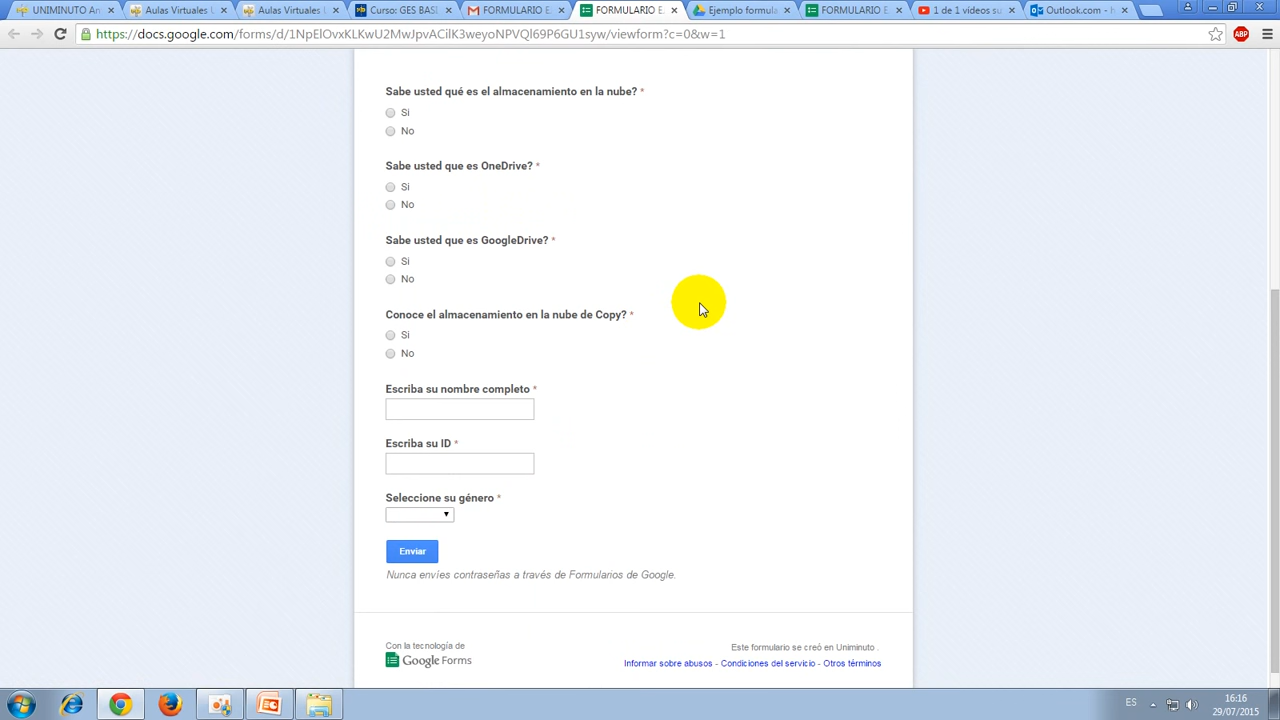 UNIMINUTO An
Aulas Virtuales
Aulas Virtuales
Curso: GES BAS
FORMULARIO E
FORMULARIO E
Ejemplo formula
FORMULARIO E
1 de 1 videos su
Outlook.com - h
https://docs.google.com/forms/d/1NpElOvxKLKwU2MwJpvACilK3weyoNPVQl69P6GU1syw/viewform?c=0&w=1
ABP
Sabe usted qué es el almacenamiento en la nube? *
Si
No
Sabe usted que es OneDrive? *
Si
No
Sabe usted que es GoogleDrive? *
Si
No
Conoce el almacenamiento en la nube de Copy? *
Si
No
Escriba su nombre completo *
Escriba su ID *
Seleccione su género *
Enviar
Nunca envíes contraseñas a través de Formularios de Google.
Con la tecnología de
Google Forms
Este formulario se creó en Uniminuto .
Informar sobre abusos - Condiciones del servicio - Otros términos
ES
16:16
29/07/2015